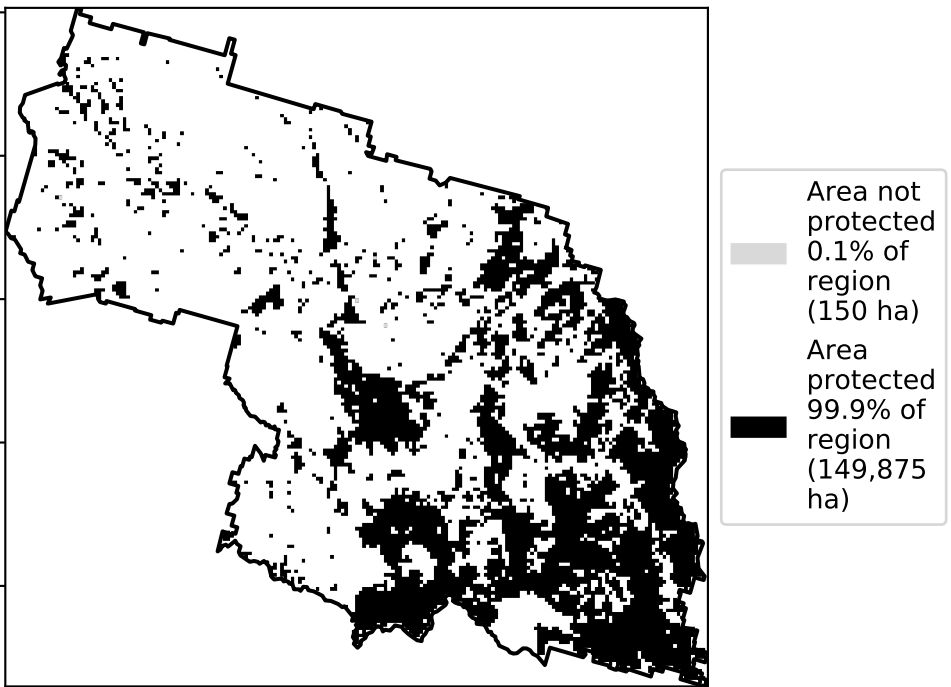 Area not
protected
0.1% of
region
(150 ha)
Area
protected
99.9% of
region
(149,875
ha)